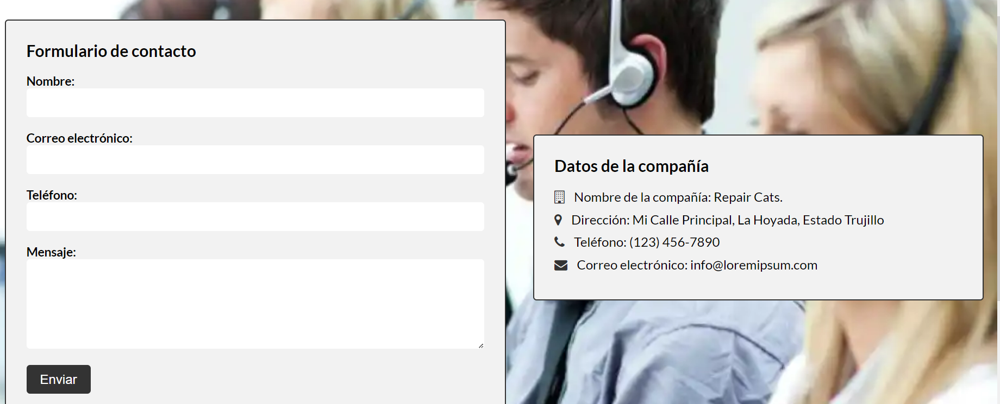 Formulario de contacto
Nombre:
Correo electrónico:
Teléfono:
Mensaje:
Enviar
Datos de la compañía
Nombre de la compañía: Repair Cats.
Dirección: Mi Calle Principal, La Hoyada, Estado Trujillo
Teléfono: (123) 456-7890
Correo electrónico: info@loremipsum.com